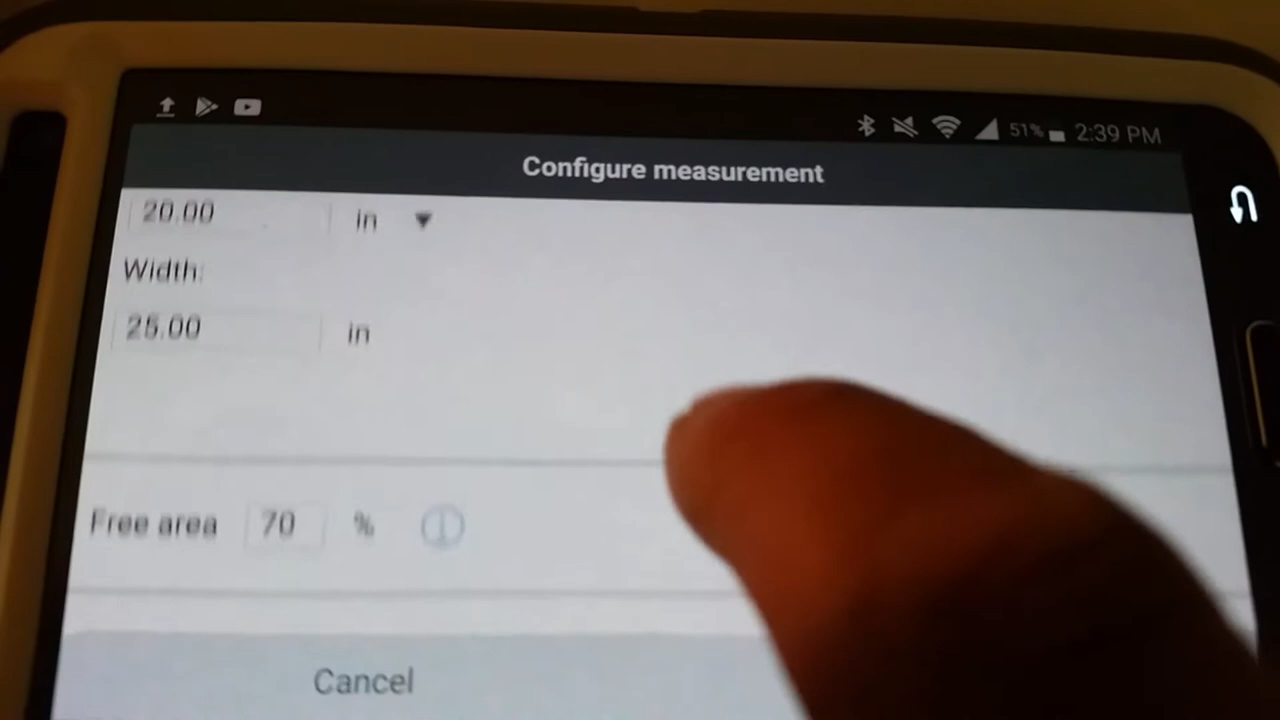 51% 2:39 PM
Configure measurement
20.00 in
Width:
25.00 in
Free area 70 %
Cancel